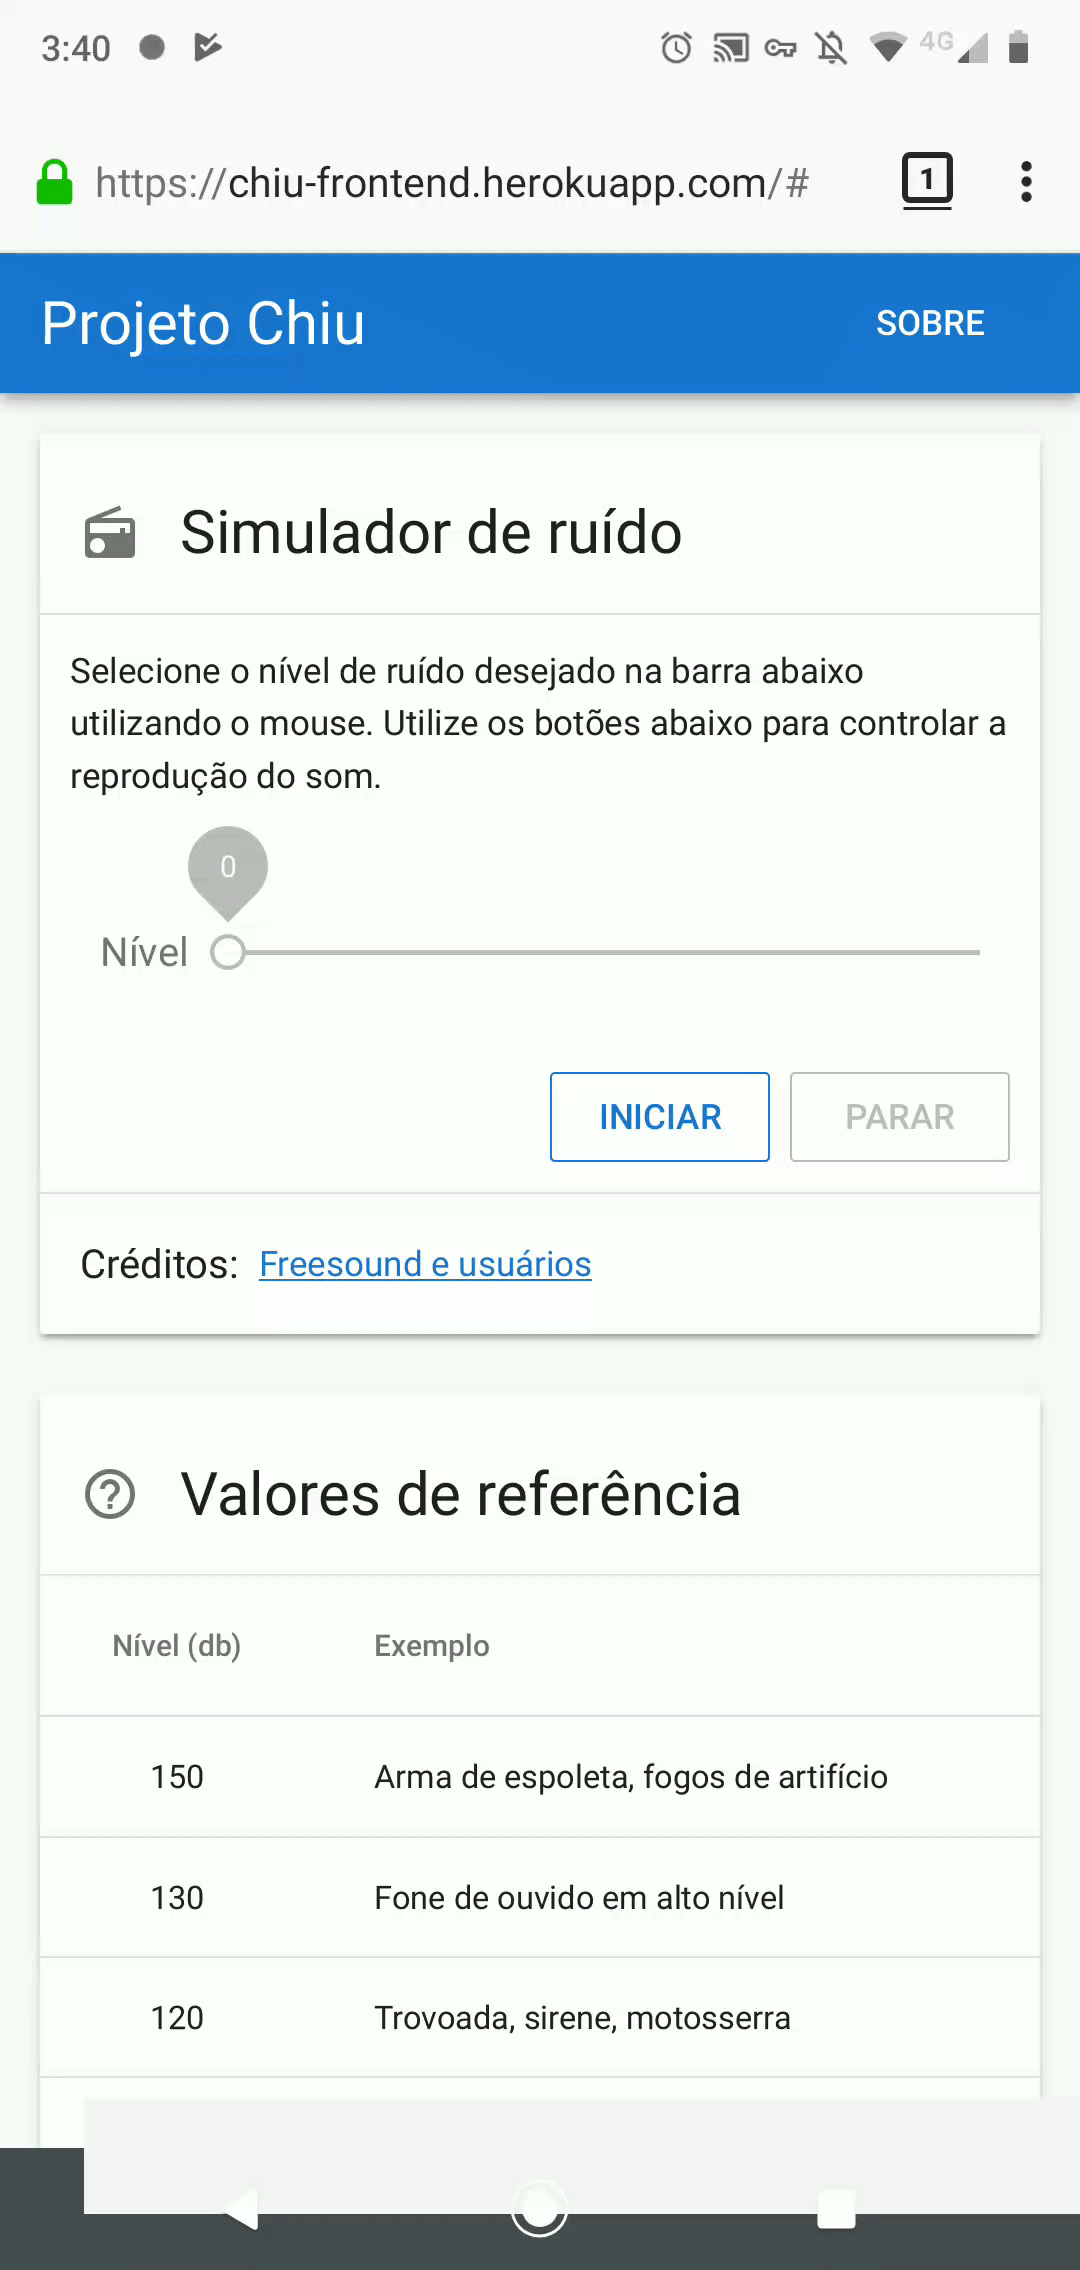 3:40
4G
https://chiu-frontend.herokuapp.com/#
1
Projeto Chiu
SOBRE
Simulador de ruído
Selecione o nível de ruído desejado na barra abaixo
utilizando o mouse. Utilize os botões abaixo para controlar a
reprodução do som.
0
Nível
INICIAR
PARAR
Créditos: Freesound e usuários
Valores de referência
Nível (db) Exemplo
150 Arma de espoleta, fogos de artifício
130 Fone de ouvido em alto nível
120 Trovoada, sirene, motosserra